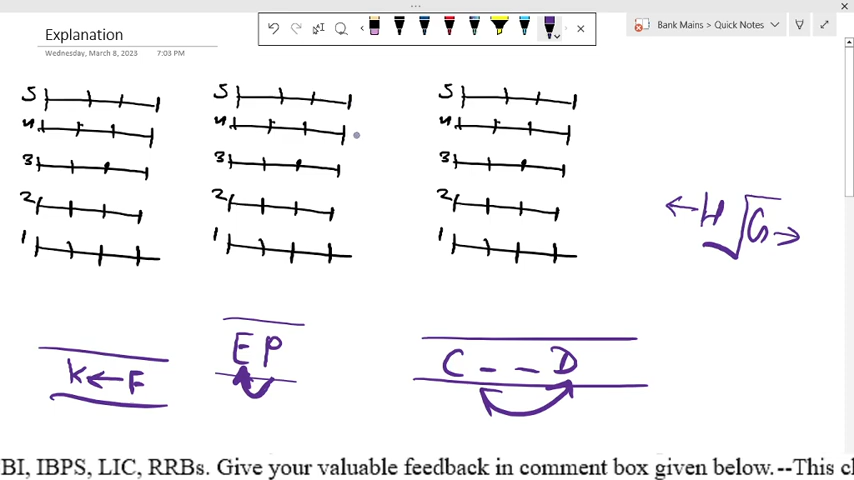 Explanation
Wednesday, March 8, 2023 7:03 PM
Bank Mains > Quick Notes
5 5 5
4 4 4
3 3 3
2 2 2
1 1 1
H G
K ← F
E P
C _ _ D
BI, IBPS, LIC, RRBs. Give your valuable feedback in comment box given below.--This cl